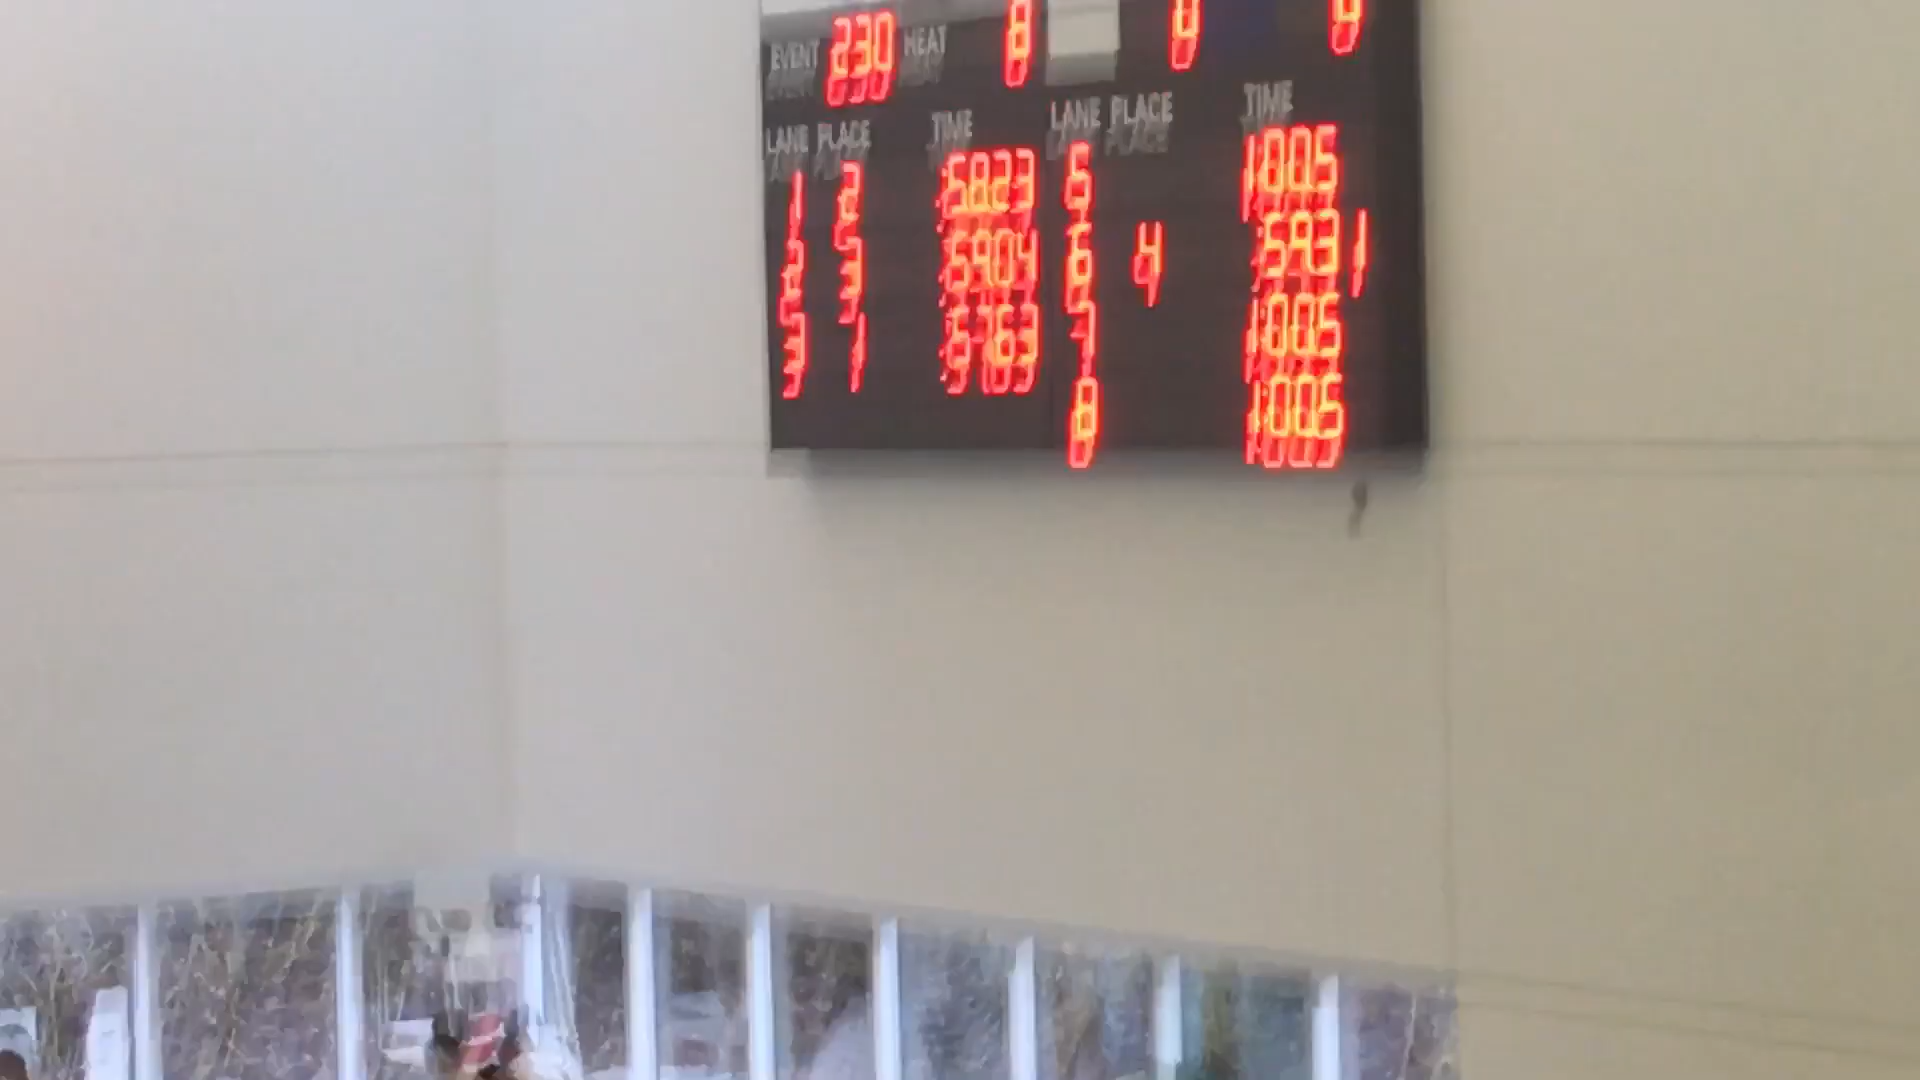 EVENT 230 HEAT 8
LANE PLACE TIME LANE PLACE TIME
1 2 :58.23 5 1:00.5
2 3 :59.04 6 4 :59.31
3 1 :57.63 7 1:00.5
8 1:00.5